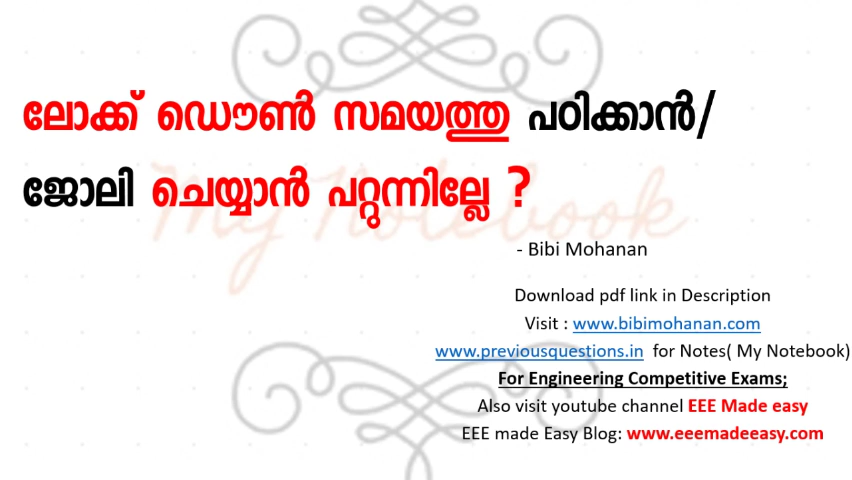 ലോക്ക് ഡൌൺ സമയത്തു പഠിക്കാൻ/
ജോലി ചെയ്യാൻ പറ്റുന്നില്ലേ ?
My Notebook
- Bibi Mohanan
Download pdf link in Description
Visit : www.bibimohanan.com
www.previousquestions.in for Notes( My Notebook)
For Engineering Competitive Exams;
Also visit youtube channel EEE Made easy
EEE made Easy Blog: www.eeemadeeasy.com